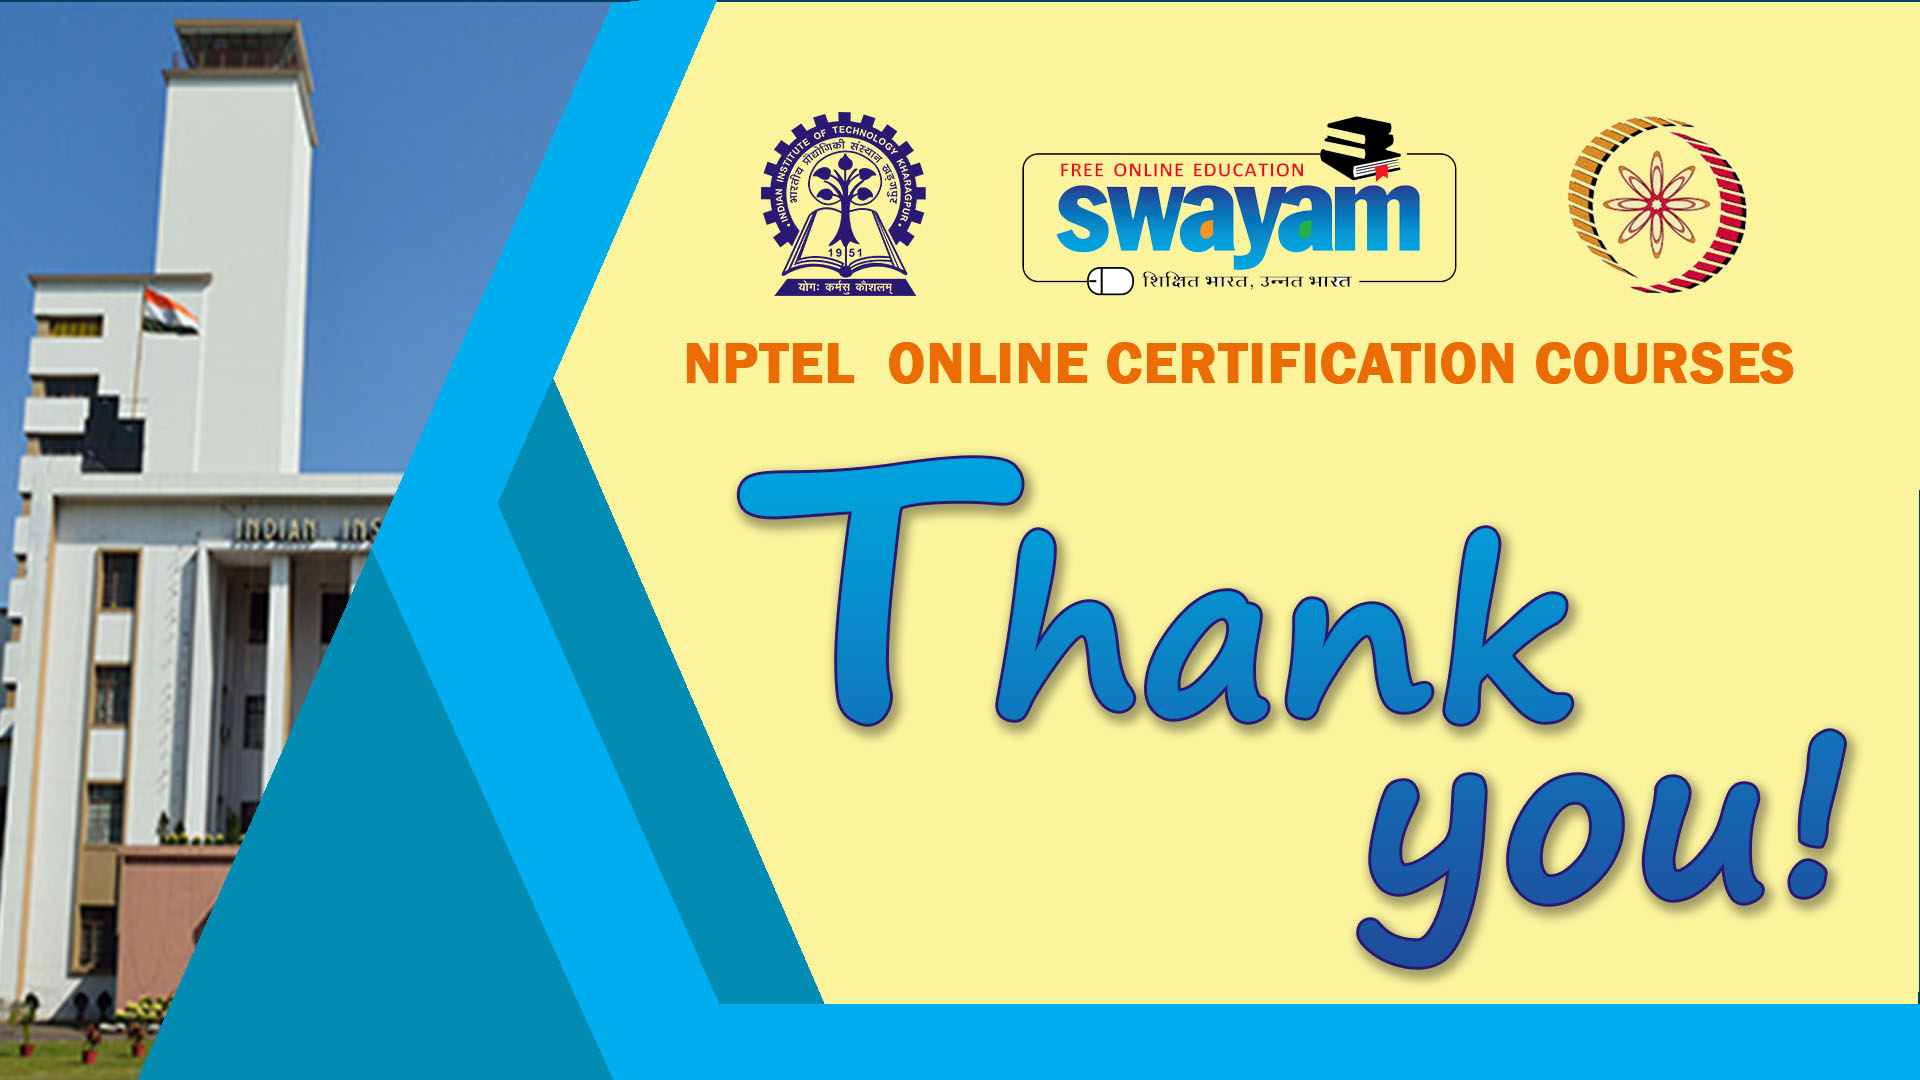 INDIAN INSTITUTE OF TECHNOLOGY KHARAGPUR
भारतीय प्रौद्योगिकी संस्थान खड़गपुर
1951
योगः कर्मसु कौशलम्
FREE ONLINE EDUCATION
swayam
शिक्षित भारत, उन्नत भारत
NPTEL ONLINE CERTIFICATION COURSES
INDIAN INS
Thank
you!